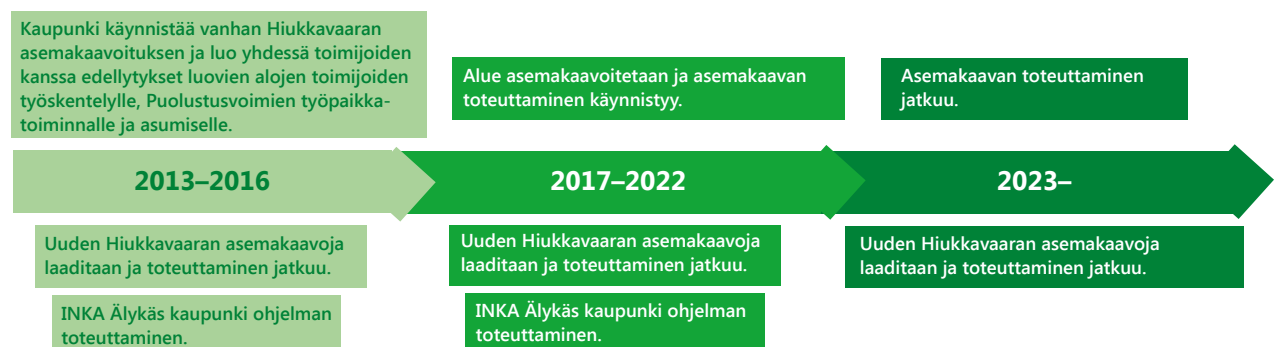 Kaupunki käynnistää vanhan Hiukkavaaran
asemakaavoituksen ja luo yhdessä toimijoiden
kanssa edellytykset luovien alojen toimijoiden
työskentelylle, Puolustusvoimien työpaikka-
toiminnalle ja asumiselle.
Alue asemakaavoitetaan ja asemakaavan
toteuttaminen käynnistyy.
Asemakaavan toteuttaminen
jatkuu.
2013–2016
2017–2022
2023–
Uuden Hiukkavaaran asemakaavoja
laaditaan ja toteuttaminen jatkuu.
Uuden Hiukkavaaran asemakaavoja
laaditaan ja toteuttaminen jatkuu.
Uuden Hiukkavaaran asemakaavoja
laaditaan ja toteuttaminen jatkuu.
INKA Älykäs kaupunki ohjelman
toteuttaminen.
INKA Älykäs kaupunki ohjelman
toteuttaminen.